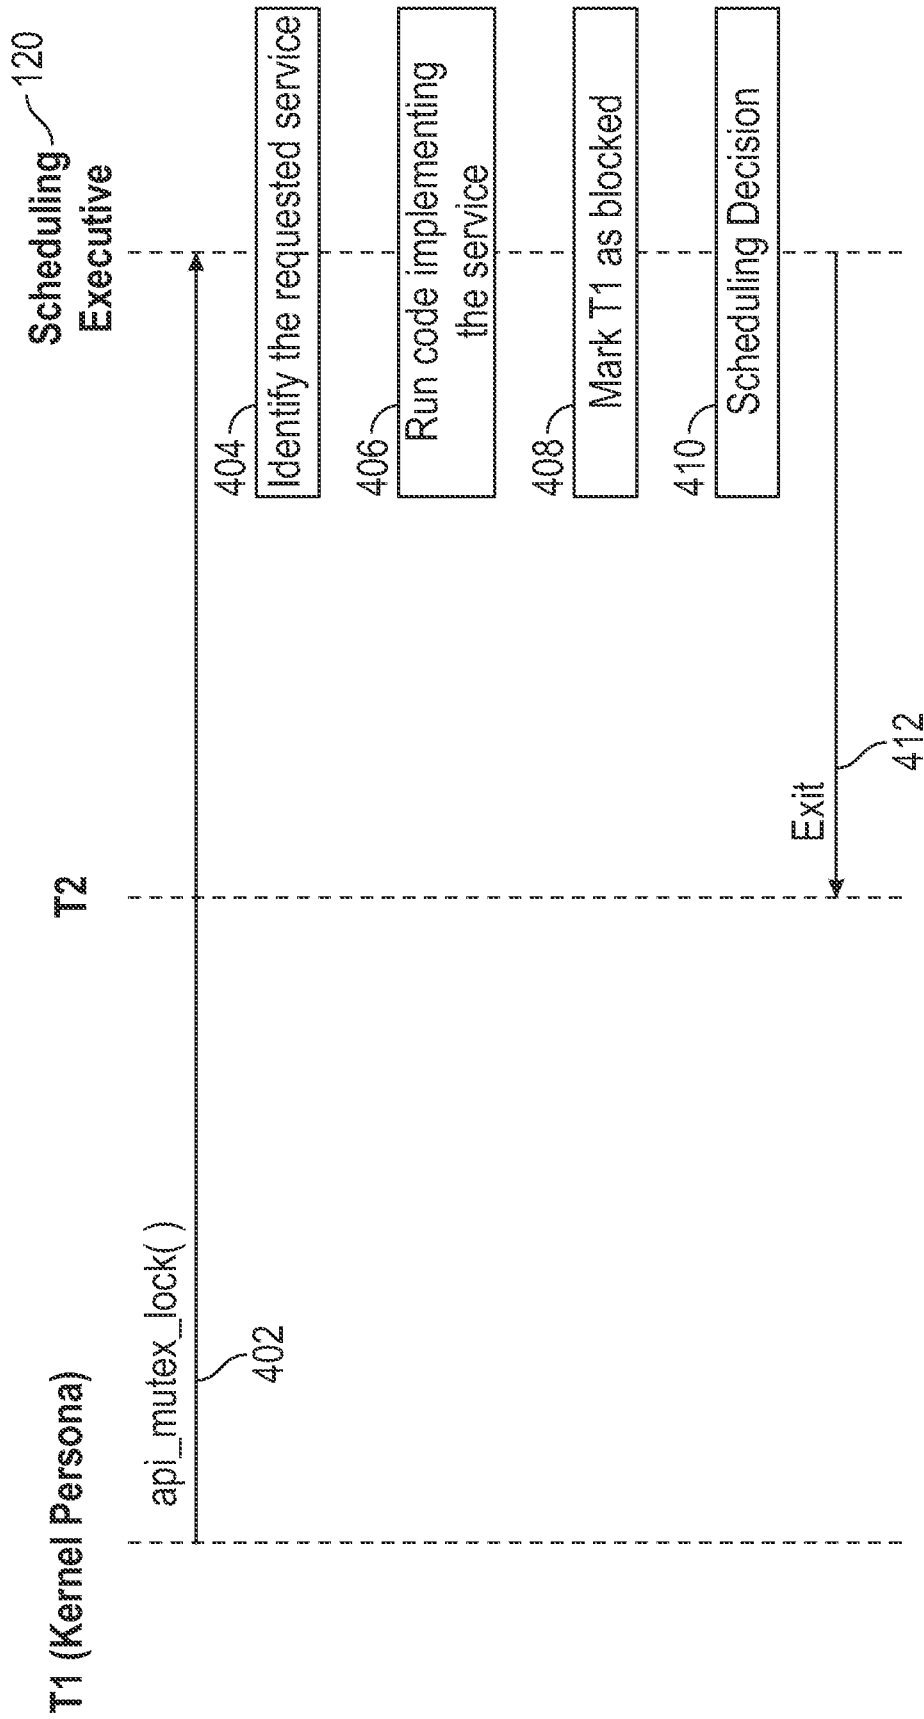 T1 (Kernel Persona)
T2
Scheduling
Executive
120
api_mutex_lock( )
402
404
Identify the requested service
406
Run code implementing
the service
408
Mark T1 as blocked
410
Scheduling Decision
Exit
412